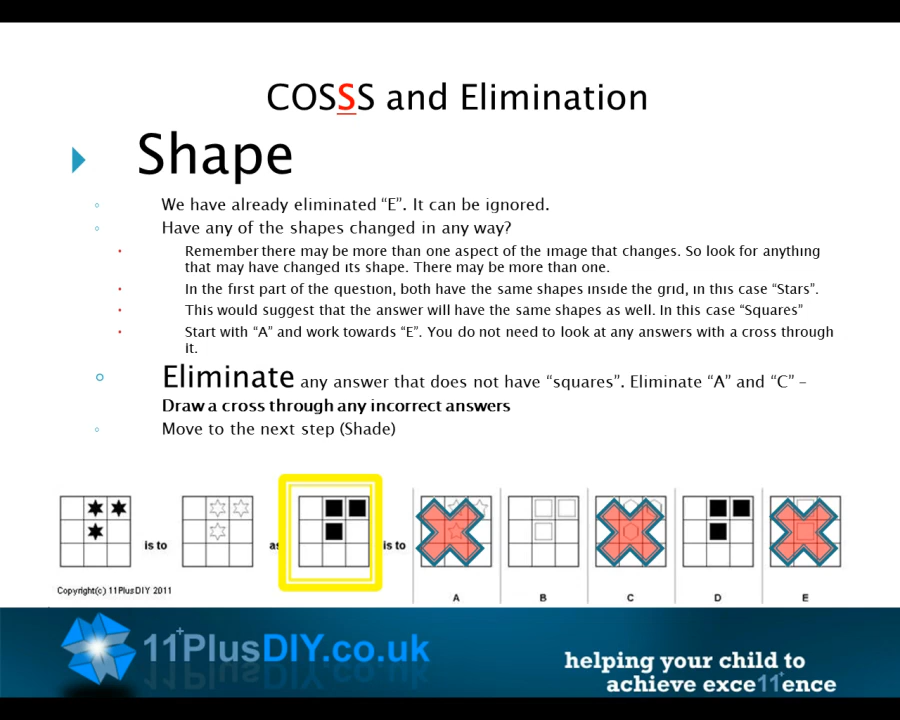 COSSS and Elimination
Shape
We have already eliminated “E”. It can be ignored.
Have any of the shapes changed in any way?
Remember there may be more than one aspect of the image that changes. So look for anything
that may have changed its shape. There may be more than one.
In the first part of the question, both have the same shapes inside the grid, in this case “Stars”.
This would suggest that the answer will have the same shapes as well. In this case “Squares”
Start with “A” and work towards “E”. You do not need to look at any answers with a cross through
it.
Eliminate any answer that does not have “squares”. Eliminate “A” and “C” –
Draw a cross through any incorrect answers
Move to the next step (Shade)
is to as is to
Copyright(c) 11PlusDIY 2011
A B C D E
11+PlusDIY.co.uk
helping your child to
achieve exce11+ence